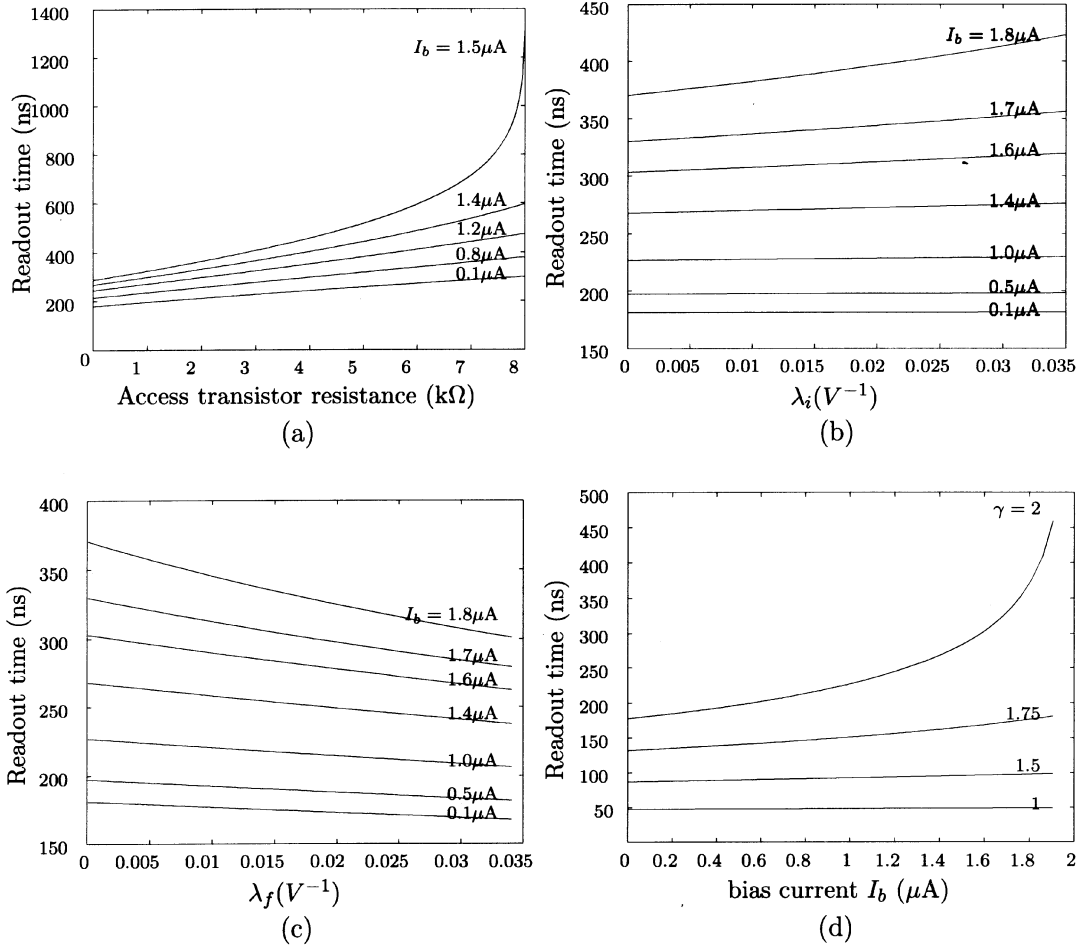 Readout time (ns)
1400
1200
1000
800
600
400
200
I_b = 1.5μA
1.4μA
1.2μA
0.8μA
0.1μA
0 1 2 3 4 5 6 7 8
Access transistor resistance (kΩ)
(a)
Readout time (ns)
450
400
350
300
250
200
150
I_b = 1.8μA
1.7μA
1.6μA
1.4μA
1.0μA
0.5μA
0.1μA
0 0.005 0.01 0.015 0.02 0.025 0.03 0.035
λ_i(V⁻¹)
(b)
Readout time (ns)
400
350
300
250
200
150
I_b = 1.8μA
1.7μA
1.6μA
1.4μA
1.0μA
0.5μA
0.1μA
0 0.005 0.01 0.015 0.02 0.025 0.03 0.035
λ_f(V⁻¹)
(c)
Readout time (ns)
500
450
400
350
300
250
200
150
100
50
γ = 2
1.75
1.5
1
0 0.2 0.4 0.6 0.8 1 1.2 1.4 1.6 1.8 2
bias current I_b (μA)
(d)